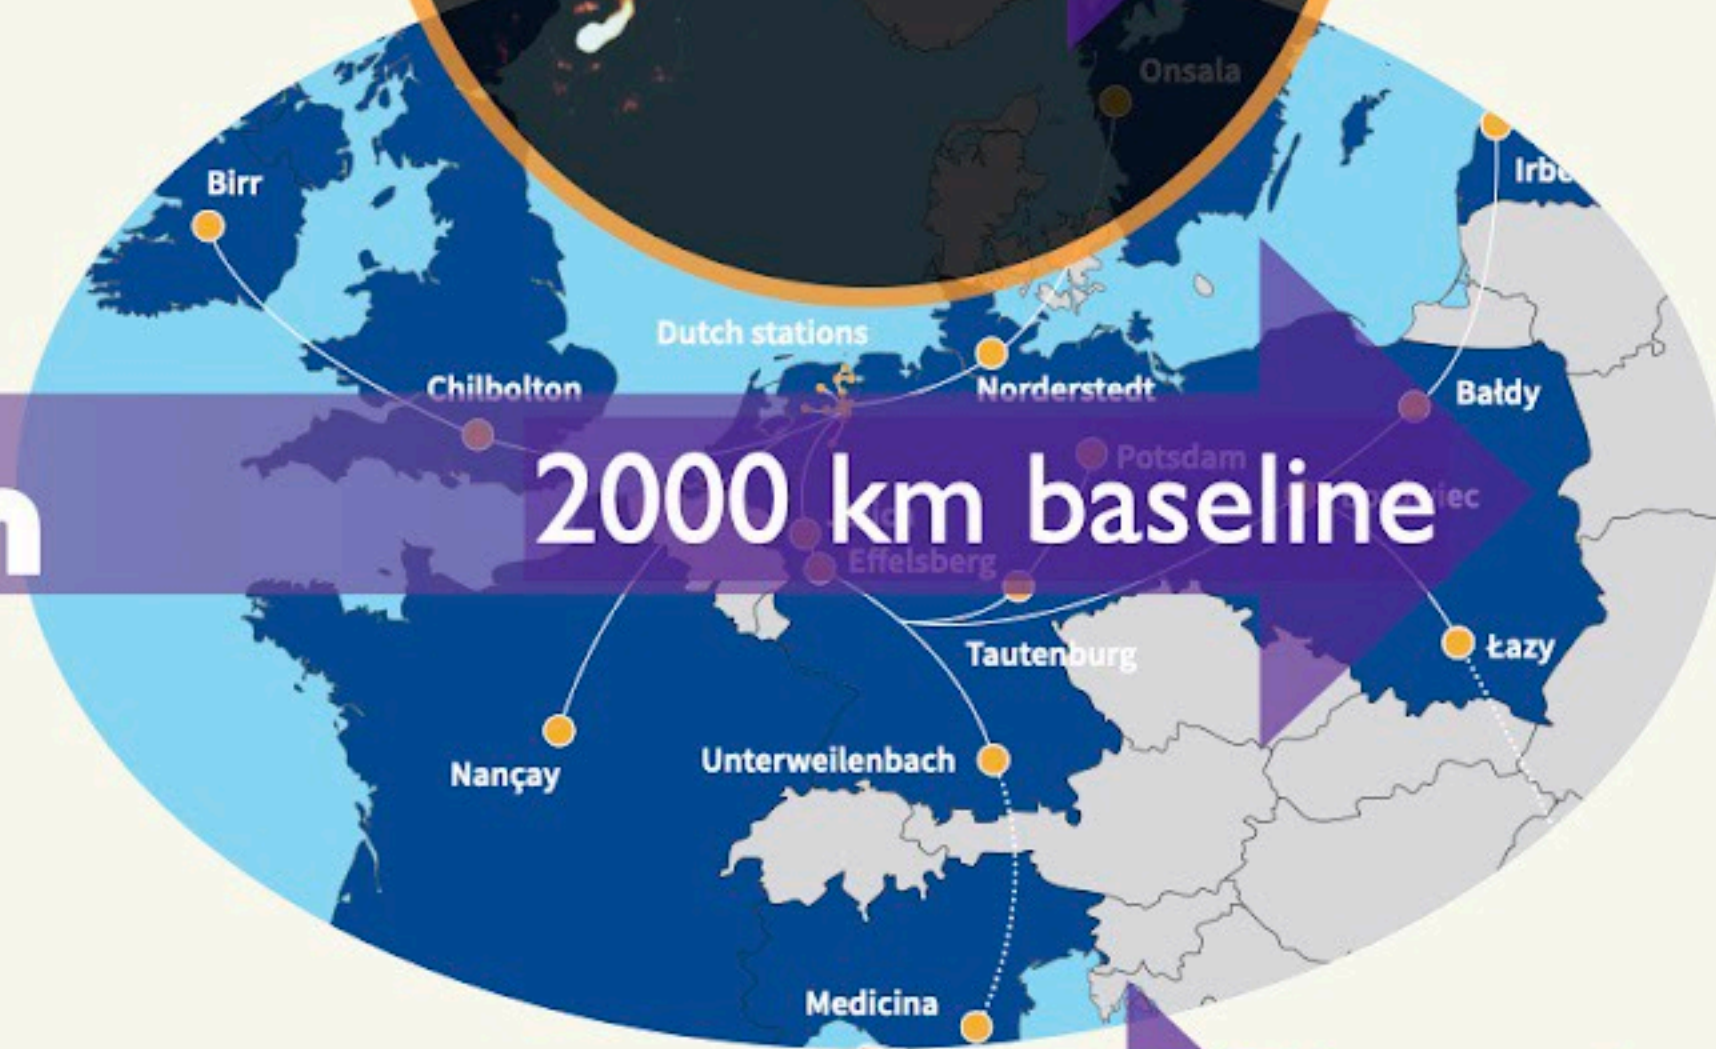 Onsala
Irbe
Birr
Dutch stations
Chilbolton
Norderstedt
Bałdy
Potsdam
n
2000 km baseline
Effelsberg
Tautenburg
Łazy
Unterweilenbach
Nançay
Medicina